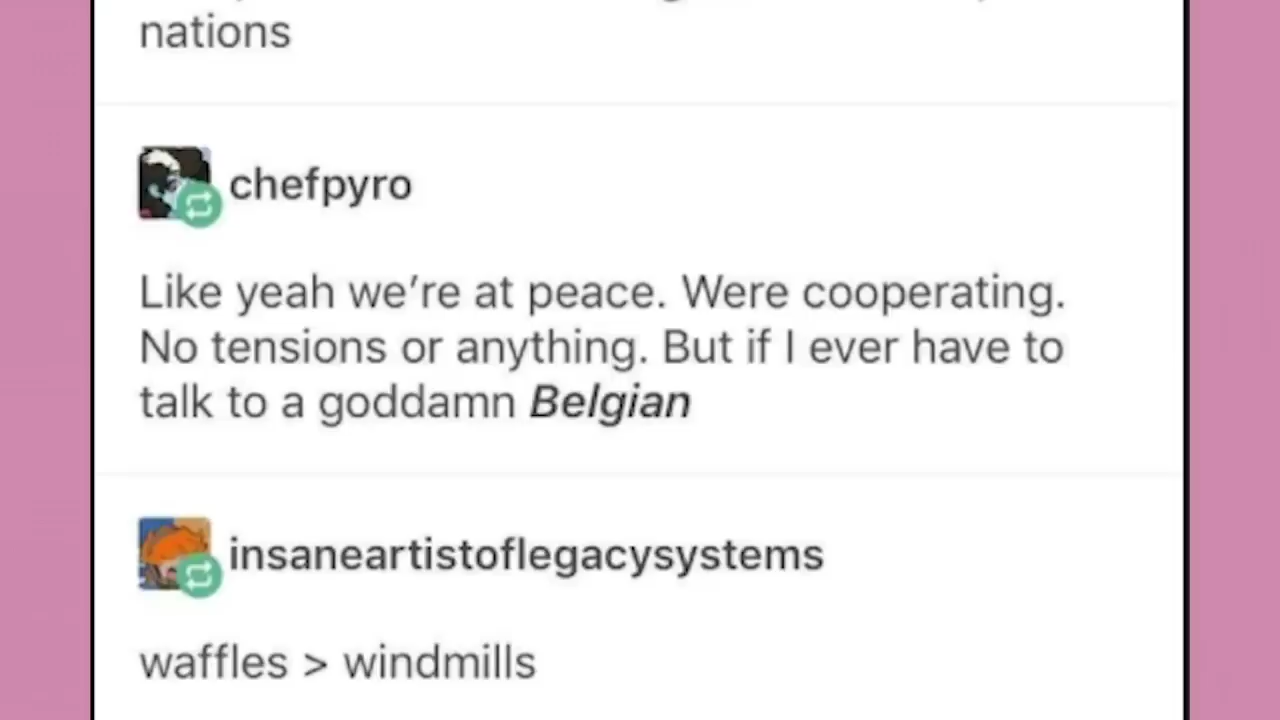 nations
chefpyro
Like yeah we're at peace. Were cooperating.
No tensions or anything. But if I ever have to
talk to a goddamn Belgian
insaneartistoflegacysystems
waffles > windmills